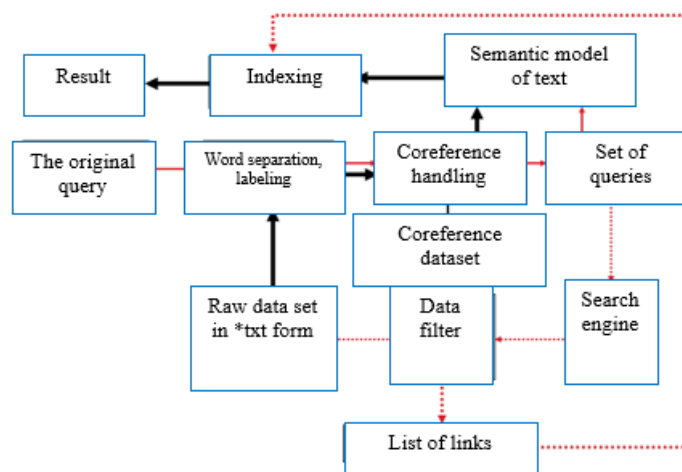 Result
Indexing
Semantic model
of text
The original
query
Word separation,
labeling
Coreference
handling
Set of
queries
Coreference
dataset
Raw data set
in *txt form
Data
filter
Search
engine
List of links